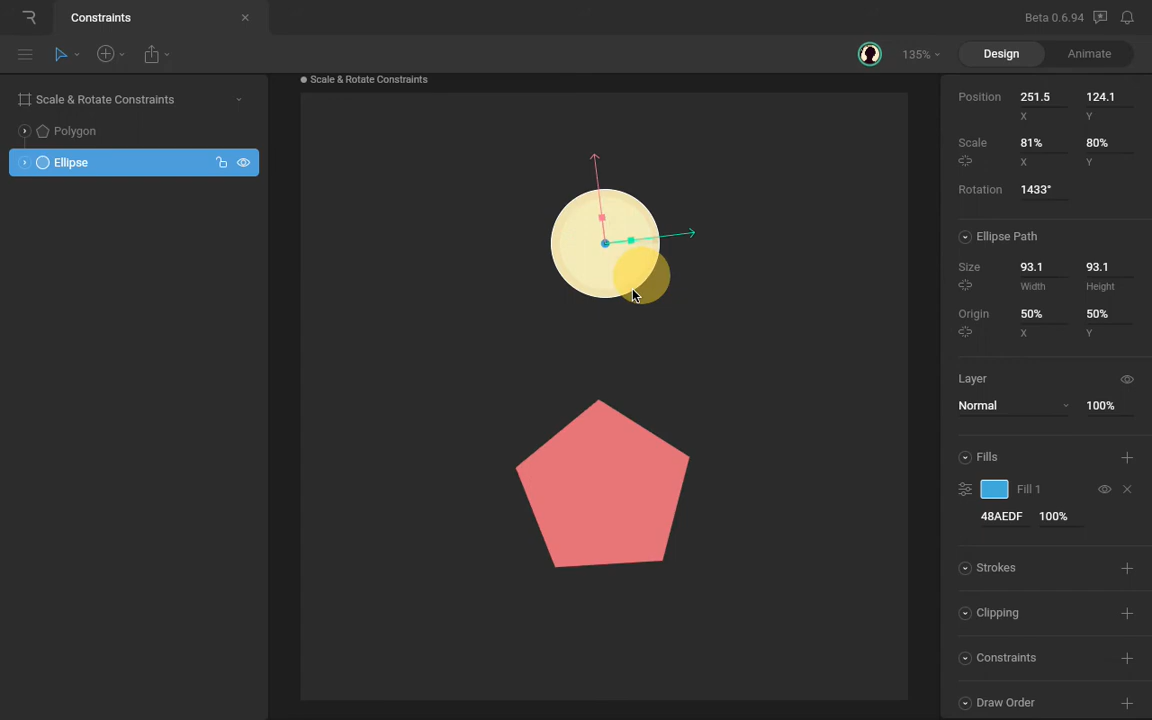 Constraints
Beta 0.6.94
135%
Design
Animate
Scale & Rotate Constraints
Polygon
Ellipse
Scale & Rotate Constraints
Position 251.5 124.1
X Y
Scale 81% 80%
X Y
Rotation 1433°
Ellipse Path
Size 93.1 93.1
Width Height
Origin 50% 50%
X Y
Layer
Normal 100%
Fills
Fill 1
48AEDF 100%
Strokes
Clipping
Constraints
Draw Order